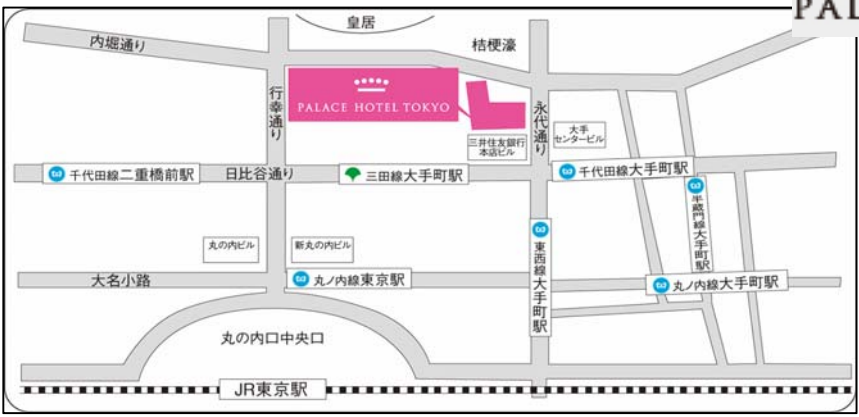 PAL
皇居
内堀通り
桔梗濠
PALACE HOTEL TOKYO
行幸通り
永代通り
三井住友銀行
本店ビル
大手
センタービル
千代田線二重橋前駅
日比谷通り
三田線大手町駅
千代田線大手町駅
半蔵門線大手町駅
丸の内ビル
新丸の内ビル
東西線大手町駅
大名小路
丸ノ内線東京駅
丸ノ内線大手町駅
丸の内口中央口
JR東京駅